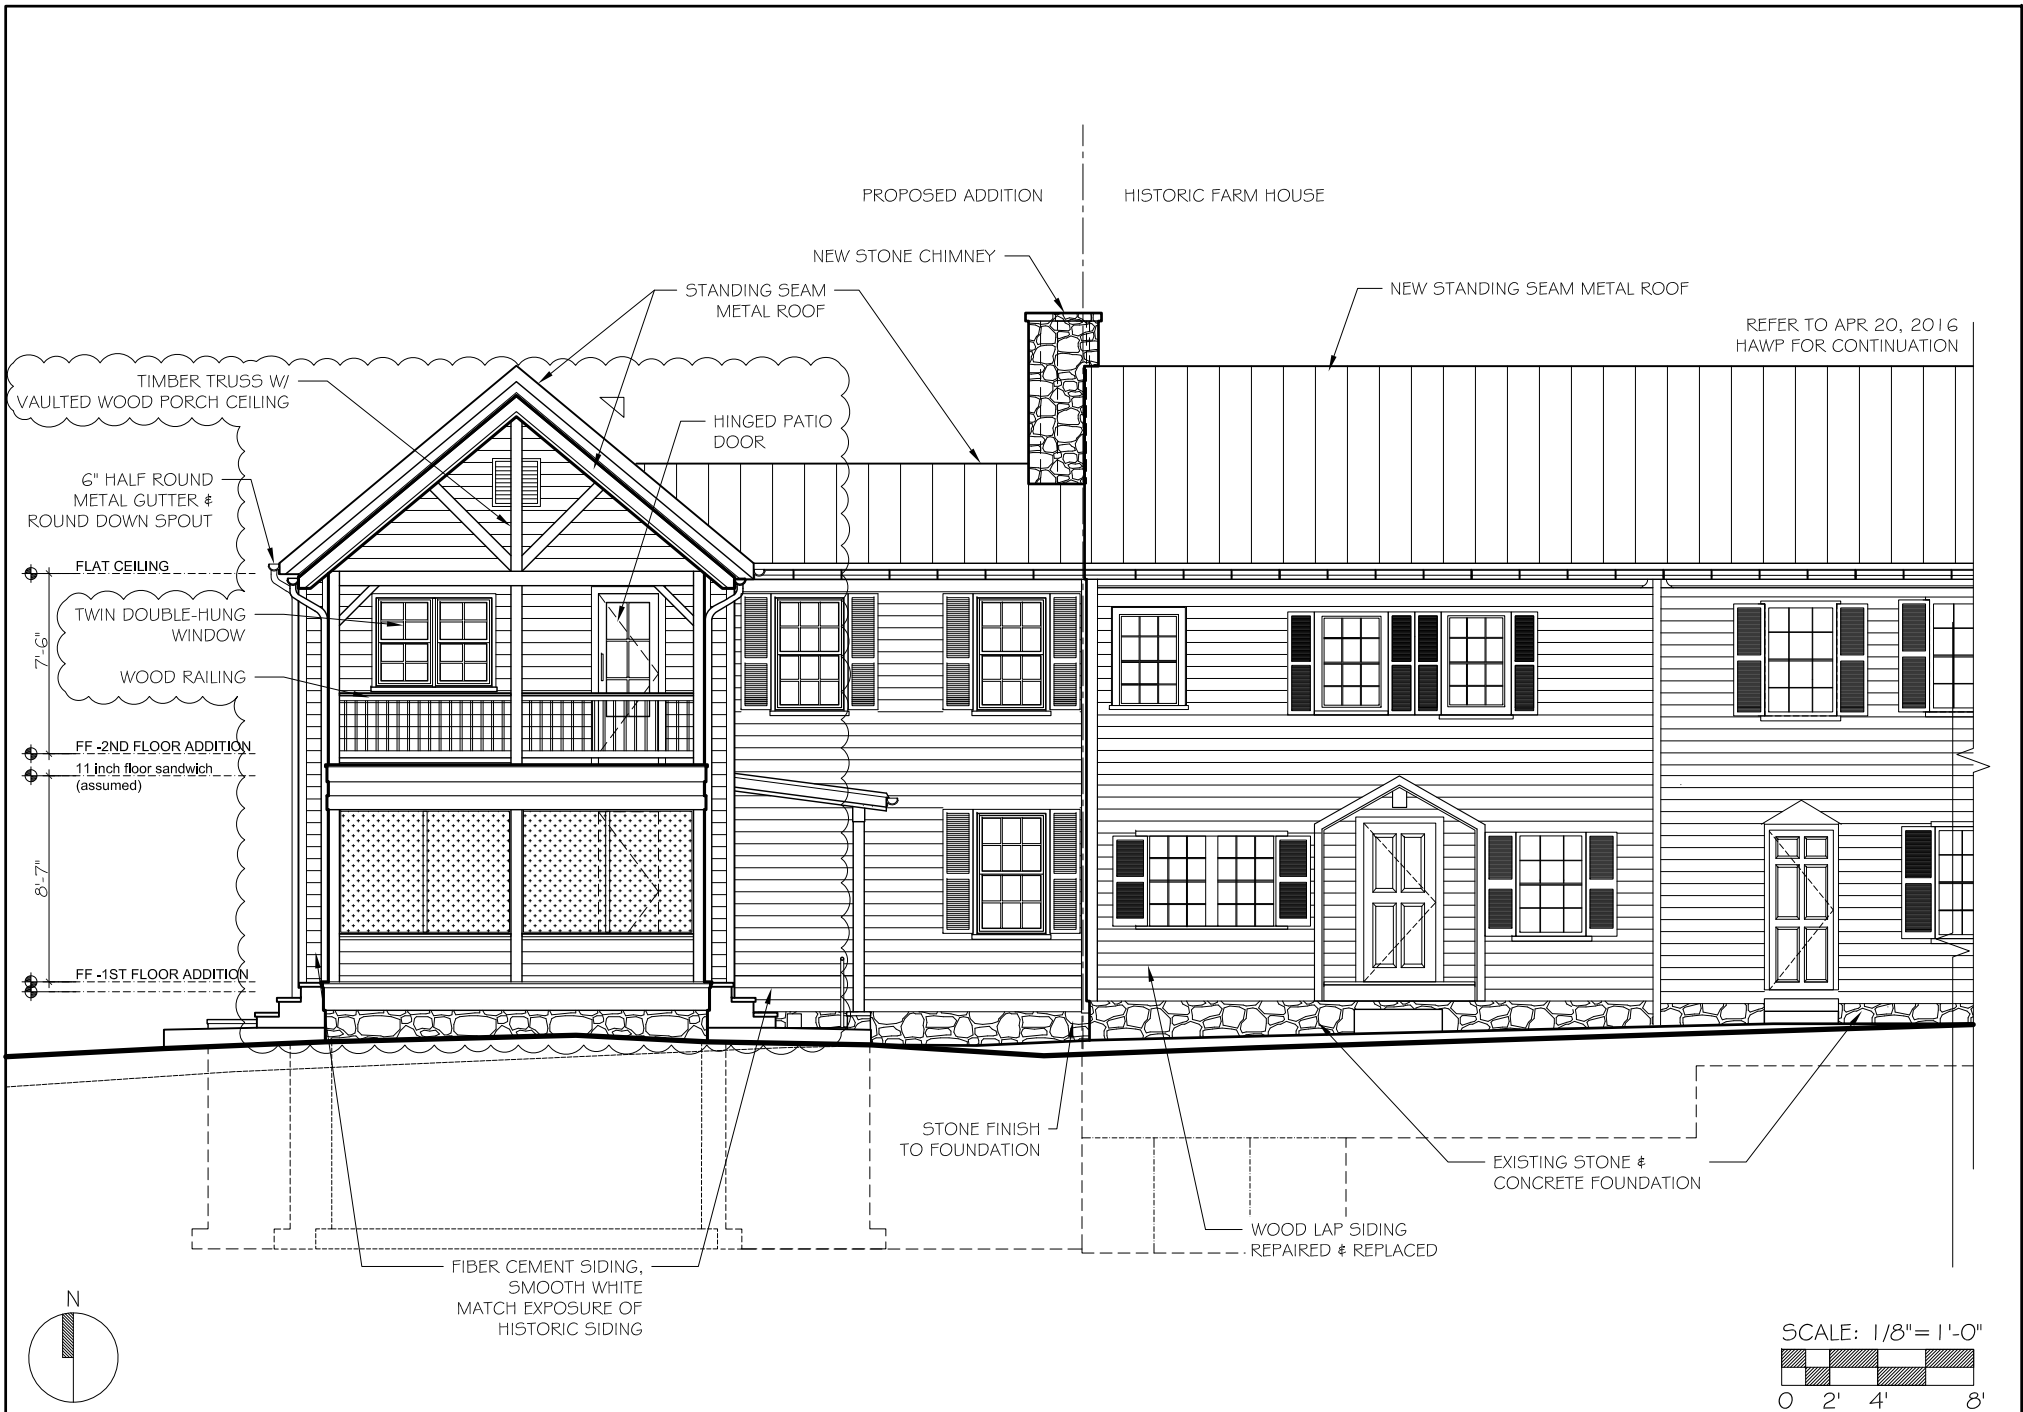 PROPOSED ADDITION
HISTORIC FARM HOUSE
NEW STONE CHIMNEY
STANDING SEAM
METAL ROOF
NEW STANDING SEAM METAL ROOF
REFER TO APR 20, 2016
HAWP FOR CONTINUATION
TIMBER TRUSS W/
VAULTED WOOD PORCH CEILING
HINGED PATIO
DOOR
6" HALF ROUND
METAL GUTTER &
ROUND DOWN SPOUT
FLAT CEILING
TWIN DOUBLE-HUNG
WINDOW
7'-6"
WOOD RAILING
FF -2ND FLOOR ADDITION
11 inch floor sandwich
(assumed)
8'-7"
FF -1ST FLOOR ADDITION
STONE FINISH
TO FOUNDATION
EXISTING STONE &
CONCRETE FOUNDATION
WOOD LAP SIDING
REPAIRED & REPLACED
FIBER CEMENT SIDING,
SMOOTH WHITE
MATCH EXPOSURE OF
HISTORIC SIDING
N
SCALE: 1/8"=1'-0"
0 2' 4' 8'